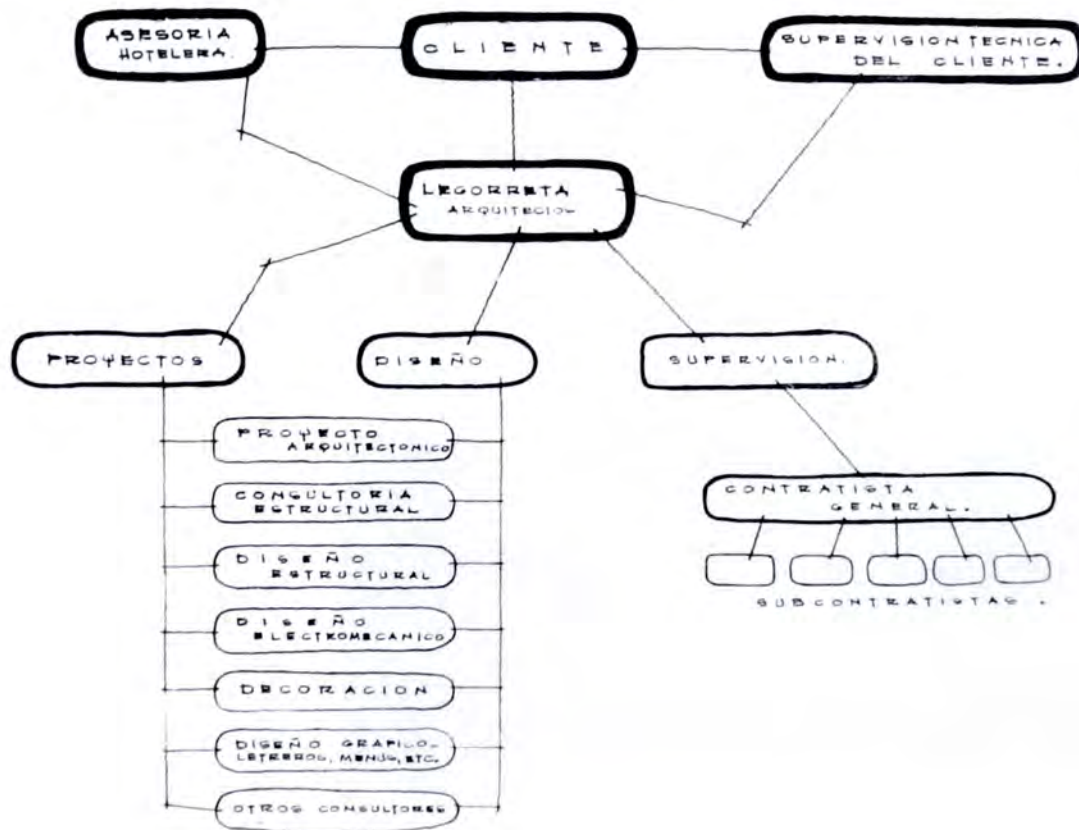 ASESORIA
HOTELERA.
CLIENTE
SUPERVISION TECNICA
DEL CLIENTE.
LEGORRETA
ARQUITECTOS
PROYECTOS
DISEÑO
SUPERVISION.
PROYECTO
ARQUITECTONICO
CONSULTORIA
ESTRUCTURAL
DISEÑO
ESTRUCTURAL
DISEÑO
ELECTROMECANICO
DECORACION
DISEÑO GRAFICO-
LETREROS, MENUS, ETC.
OTROS CONSULTORES
CONTRATISTA
GENERAL.
SUBCONTRATISTAS.